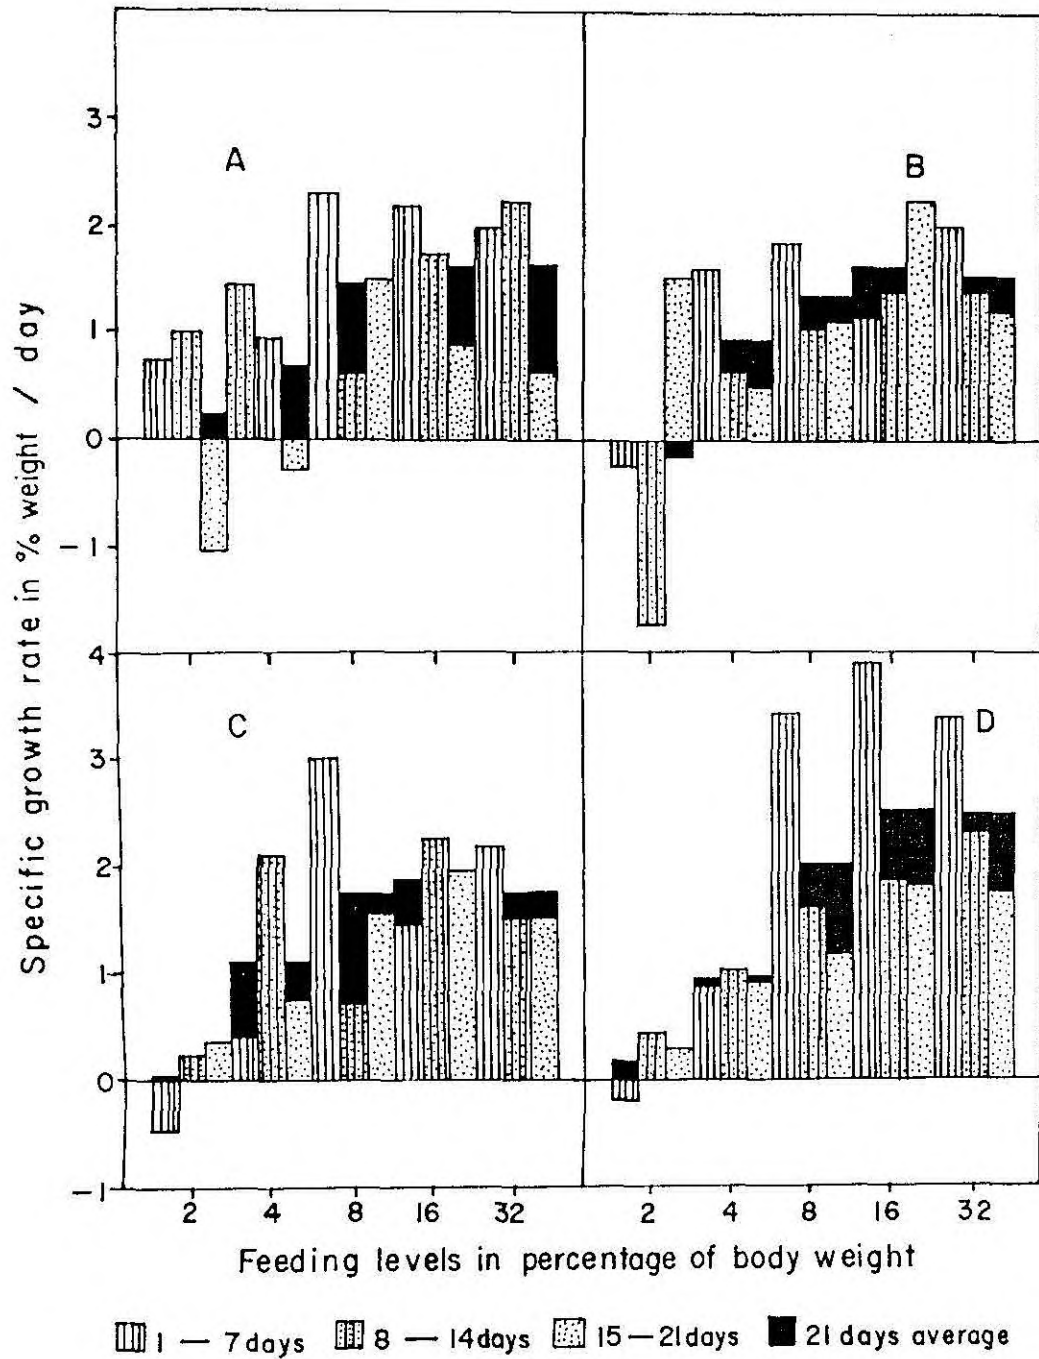 Specific growth rate in % weight / day
3
2
1
0
−1
A
B
4
3
2
1
0
−1
C
D
2 4 8 16 32 2 4 8 16 32
Feeding levels in percentage of body weight
1 — 7 days 8 — 14 days 15 — 21 days 21 days average